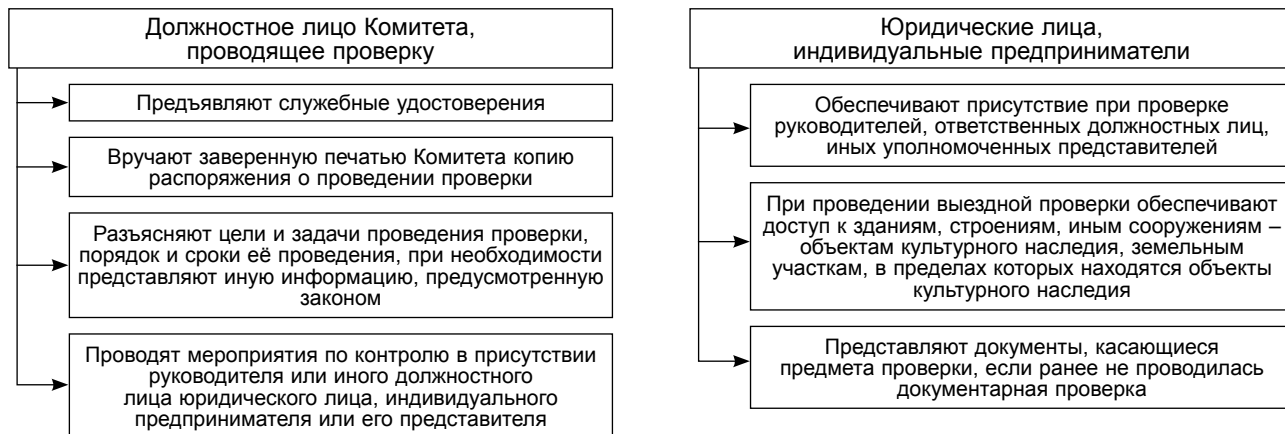 Должностное лицо Комитета,
проводящее проверку
Предъявляют служебные удостоверения
Вручают заверенную печатью Комитета копию
распоряжения о проведении проверки
Разъясняют цели и задачи проведения проверки,
порядок и сроки её проведения, при необходимости
представляют иную информацию, предусмотренную
законом
Проводят мероприятия по контролю в присутствии
руководителя или иного должностного
лица юридического лица, индивидуального
предпринимателя или его представителя
Юридические лица,
индивидуальные предприниматели
Обеспечивают присутствие при проверке
руководителей, ответственных должностных лиц,
иных уполномоченных представителей
При проведении выездной проверки обеспечивают
доступ к зданиям, строениям, иным сооружениям –
объектам культурного наследия, земельным
участкам, в пределах которых находятся объекты
культурного наследия
Представляют документы, касающиеся
предмета проверки, если ранее не проводилась
документарная проверка